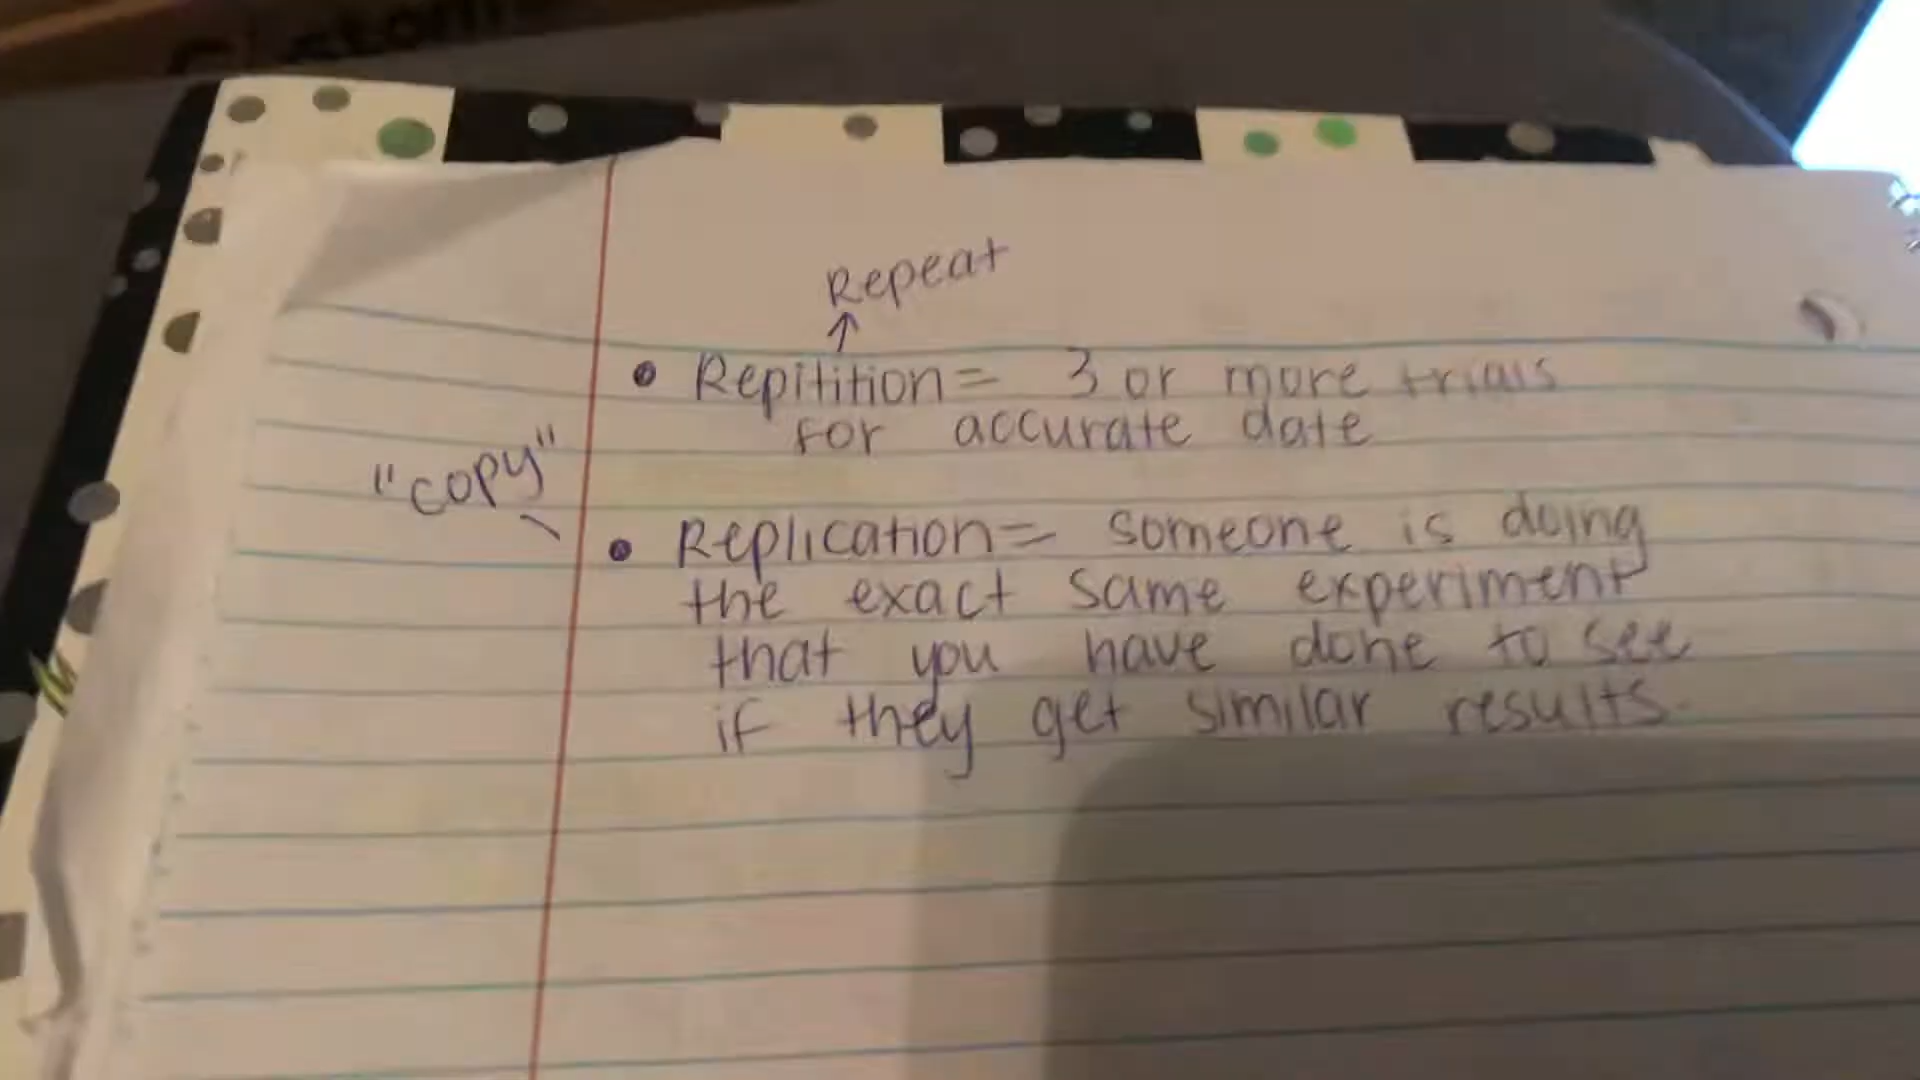 Repeat
↑
• Repitition = 3 or more trials
for accurate date
"copy"
• Replication = someone is doing
the exact same experiment
that you have done to see
if they get similar results.